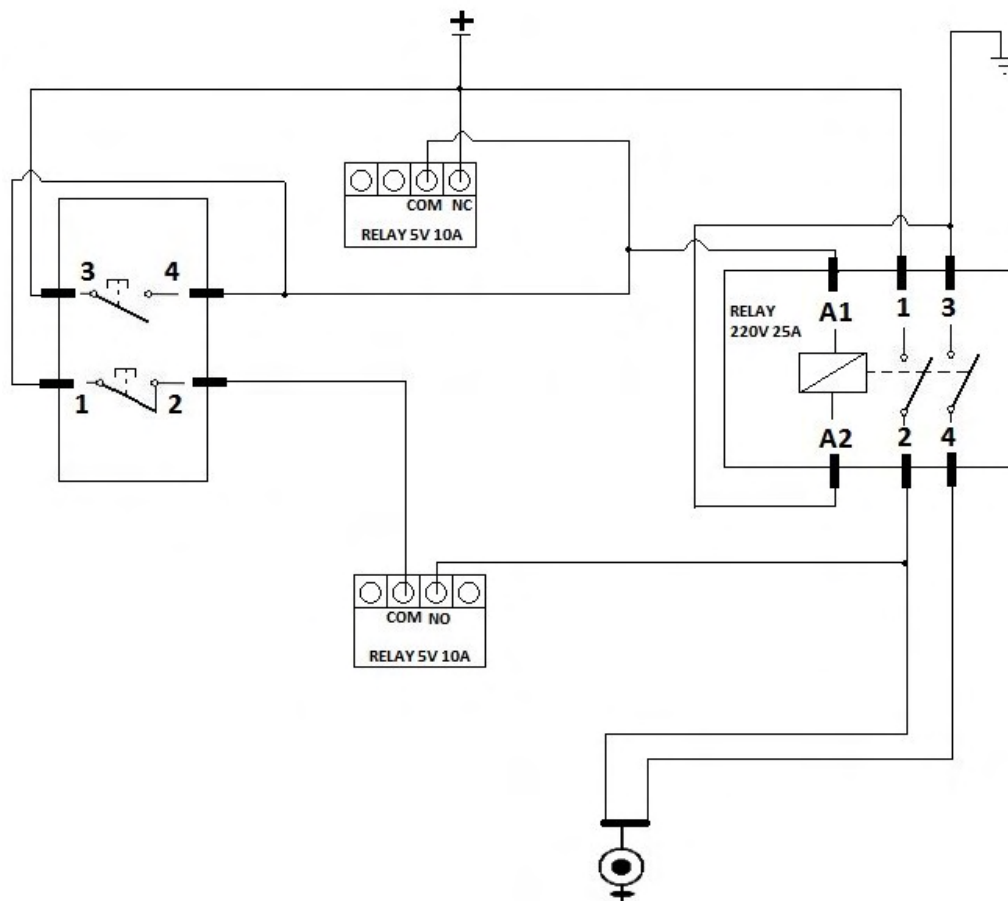 +
COM NC
RELAY 5V 10A
3 4
1 2
RELAY
220V 25A
A1 1 3
A2 2 4
COM NO
RELAY 5V 10A